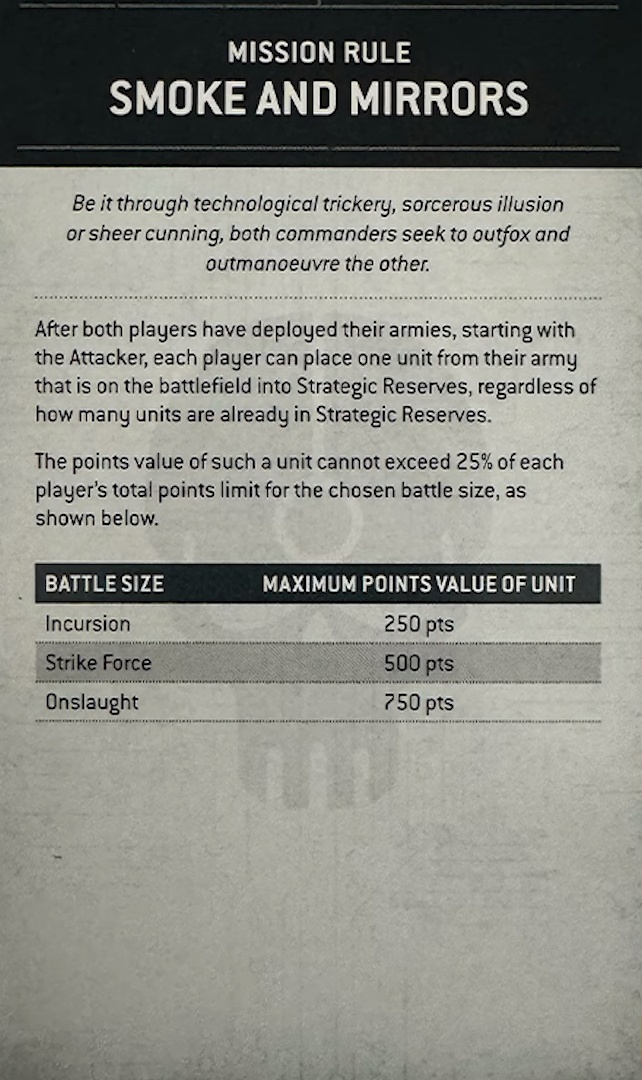 MISSION RULE
SMOKE AND MIRRORS
Be it through technological trickery, sorcerous illusion
or sheer cunning, both commanders seek to outfox and
outmanoeuvre the other.
After both players have deployed their armies, starting with
the Attacker, each player can place one unit from their army
that is on the battlefield into Strategic Reserves, regardless of
how many units are already in Strategic Reserves.
The points value of such a unit cannot exceed 25% of each
player's total points limit for the chosen battle size, as
shown below.
BATTLE SIZE MAXIMUM POINTS VALUE OF UNIT
Incursion 250 pts
Strike Force 500 pts
Onslaught 750 pts